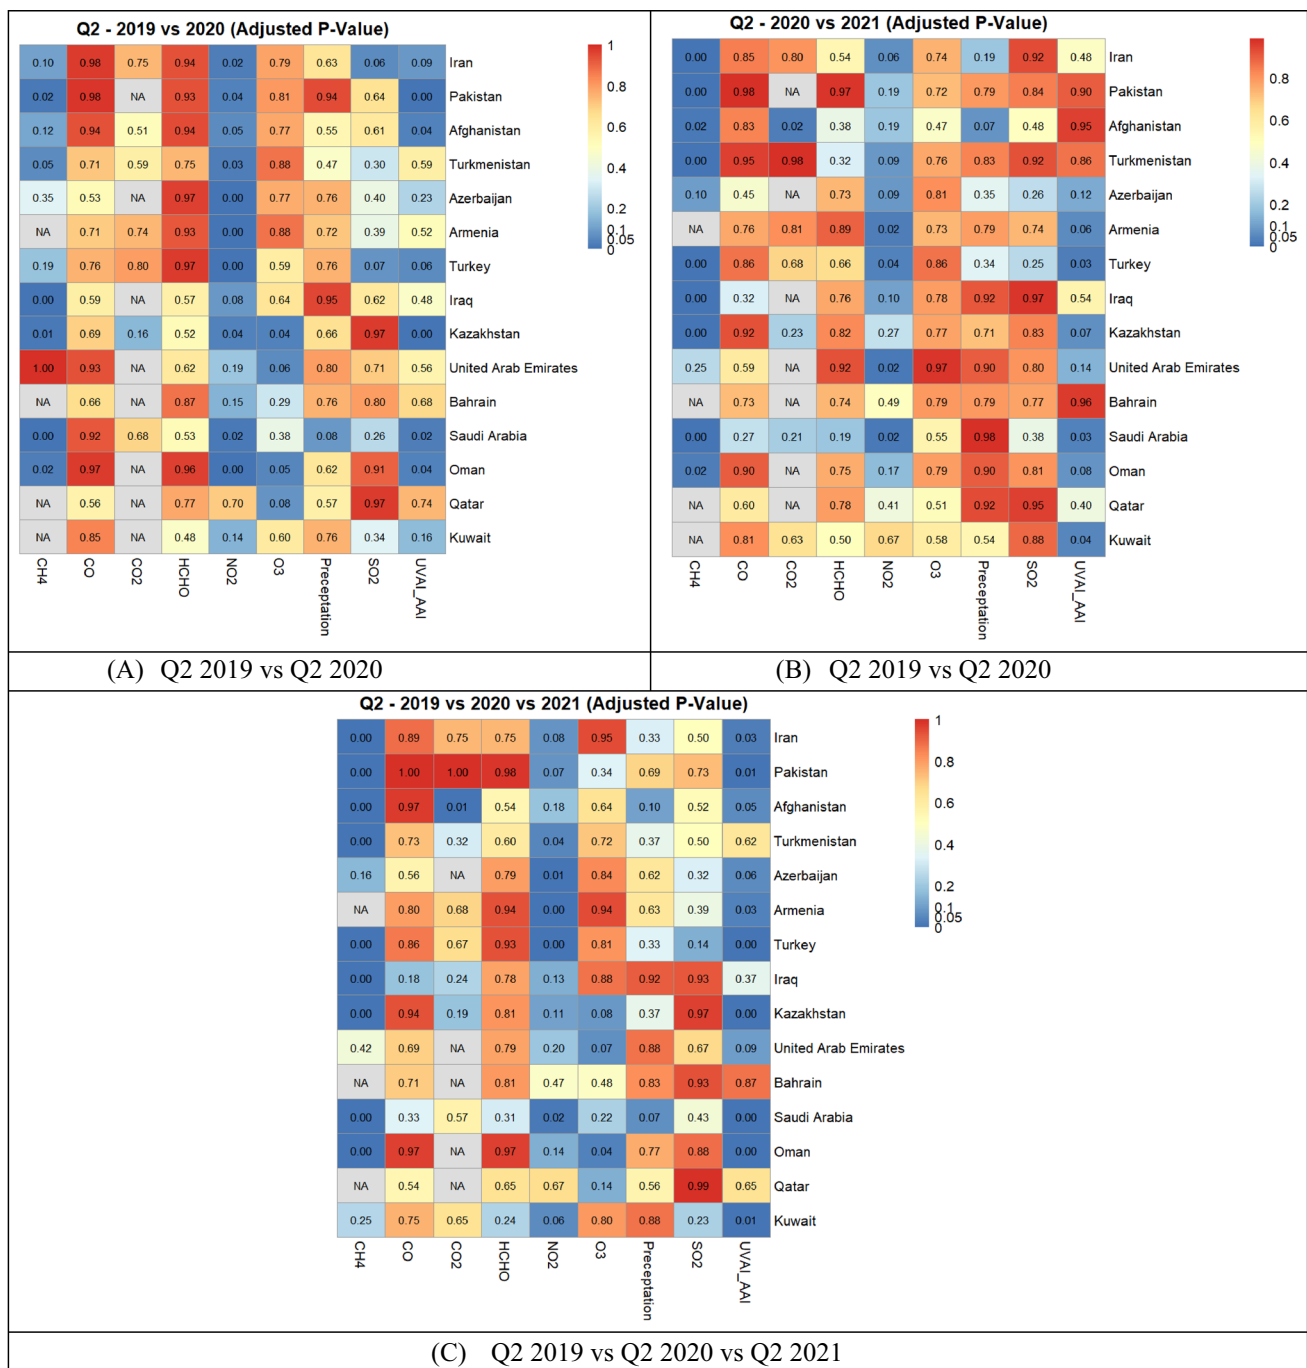 Q2 - 2019 vs 2020 (Adjusted P-Value)
0.10 0.98 0.75 0.94 0.02 0.79 0.63 0.06 0.09 Iran
0.02 0.98 NA 0.93 0.04 0.81 0.94 0.64 0.00 Pakistan
0.12 0.94 0.51 0.94 0.05 0.77 0.55 0.61 0.04 Afghanistan
0.05 0.71 0.59 0.75 0.03 0.88 0.47 0.30 0.59 Turkmenistan
0.35 0.53 NA 0.97 0.00 0.77 0.76 0.40 0.23 Azerbaijan
NA 0.71 0.74 0.93 0.00 0.88 0.72 0.39 0.52 Armenia
0.19 0.76 0.80 0.97 0.00 0.59 0.76 0.07 0.06 Turkey
0.00 0.59 NA 0.57 0.08 0.64 0.95 0.62 0.48 Iraq
0.01 0.69 0.16 0.52 0.04 0.04 0.66 0.97 0.00 Kazakhstan
1.00 0.93 NA 0.62 0.19 0.06 0.80 0.71 0.56 United Arab Emirates
NA 0.66 NA 0.87 0.15 0.29 0.76 0.80 0.68 Bahrain
0.00 0.92 0.68 0.53 0.02 0.38 0.08 0.26 0.02 Saudi Arabia
0.02 0.97 NA 0.96 0.00 0.05 0.62 0.91 0.04 Oman
NA 0.56 NA 0.77 0.70 0.08 0.57 0.97 0.74 Qatar
NA 0.85 NA 0.48 0.14 0.60 0.76 0.34 0.16 Kuwait
CH4 CO CO2 HCHO NO2 O3 Preceptation SO2 UVAI_AAI
1
0.8
0.6
0.4
0.2
0.1
0.05
0
(A) Q2 2019 vs Q2 2020
Q2 - 2020 vs 2021 (Adjusted P-Value)
0.00 0.85 0.80 0.54 0.06 0.74 0.19 0.92 0.48 Iran
0.00 0.98 NA 0.97 0.19 0.72 0.79 0.84 0.90 Pakistan
0.02 0.83 0.02 0.38 0.19 0.47 0.07 0.48 0.95 Afghanistan
0.00 0.95 0.98 0.32 0.09 0.76 0.83 0.92 0.86 Turkmenistan
0.10 0.45 NA 0.73 0.09 0.81 0.35 0.26 0.12 Azerbaijan
NA 0.76 0.81 0.89 0.02 0.73 0.79 0.74 0.06 Armenia
0.00 0.86 0.68 0.66 0.04 0.86 0.34 0.25 0.03 Turkey
0.00 0.32 NA 0.76 0.10 0.78 0.92 0.97 0.54 Iraq
0.00 0.92 0.23 0.82 0.27 0.77 0.71 0.83 0.07 Kazakhstan
0.25 0.59 NA 0.92 0.02 0.97 0.90 0.80 0.14 United Arab Emirates
NA 0.73 NA 0.74 0.49 0.79 0.79 0.77 0.96 Bahrain
0.00 0.27 0.21 0.19 0.02 0.55 0.98 0.38 0.03 Saudi Arabia
0.02 0.90 NA 0.75 0.17 0.79 0.90 0.81 0.08 Oman
NA 0.60 NA 0.78 0.41 0.51 0.92 0.95 0.40 Qatar
NA 0.81 0.63 0.50 0.67 0.58 0.54 0.88 0.04 Kuwait
CH4 CO CO2 HCHO NO2 O3 Preceptation SO2 UVAI_AAI
0.8
0.6
0.4
0.2
0.1
0.05
0
(B) Q2 2019 vs Q2 2020
Q2 - 2019 vs 2020 vs 2021 (Adjusted P-Value)
0.00 0.89 0.75 0.75 0.08 0.95 0.33 0.50 0.03 Iran
0.00 1.00 1.00 0.98 0.07 0.34 0.69 0.73 0.01 Pakistan
0.00 0.97 0.01 0.54 0.18 0.64 0.10 0.52 0.05 Afghanistan
0.00 0.73 0.32 0.60 0.04 0.72 0.37 0.50 0.62 Turkmenistan
0.16 0.56 NA 0.79 0.01 0.84 0.62 0.32 0.06 Azerbaijan
NA 0.80 0.68 0.94 0.00 0.94 0.63 0.39 0.03 Armenia
0.00 0.86 0.67 0.93 0.00 0.81 0.33 0.14 0.00 Turkey
0.00 0.18 0.24 0.78 0.13 0.88 0.92 0.93 0.37 Iraq
0.00 0.94 0.19 0.81 0.11 0.08 0.37 0.97 0.00 Kazakhstan
0.42 0.69 NA 0.79 0.20 0.07 0.88 0.67 0.09 United Arab Emirates
NA 0.71 NA 0.81 0.47 0.48 0.83 0.93 0.87 Bahrain
0.00 0.33 0.57 0.31 0.02 0.22 0.07 0.43 0.00 Saudi Arabia
0.00 0.97 NA 0.97 0.14 0.04 0.77 0.88 0.00 Oman
NA 0.54 NA 0.65 0.67 0.14 0.56 0.99 0.65 Qatar
0.25 0.75 0.65 0.24 0.06 0.80 0.88 0.23 0.01 Kuwait
CH4 CO CO2 HCHO NO2 O3 Preceptation SO2 UVAI_AAI
1
0.8
0.6
0.4
0.2
0.1
0.05
0
(C) Q2 2019 vs Q2 2020 vs Q2 2021